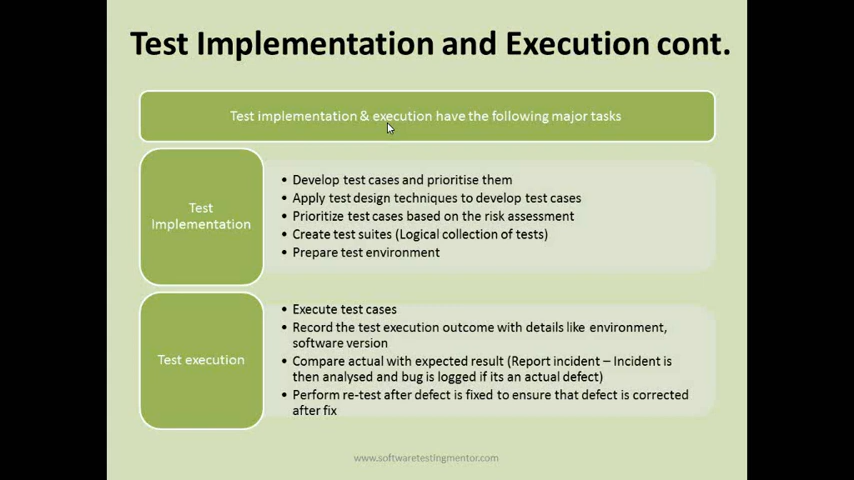 Test Implementation and Execution cont.
Test implementation & execution have the following major tasks
Test
Implementation
• Develop test cases and prioritise them
• Apply test design techniques to develop test cases
• Prioritize test cases based on the risk assessment
• Create test suites (Logical collection of tests)
• Prepare test environment
Test execution
• Execute test cases
• Record the test execution outcome with details like environment,
software version
• Compare actual with expected result (Report incident – Incident is
then analysed and bug is logged if its an actual defect)
• Perform re-test after defect is fixed to ensure that defect is corrected
after fix
www.softwaretestingmentor.com